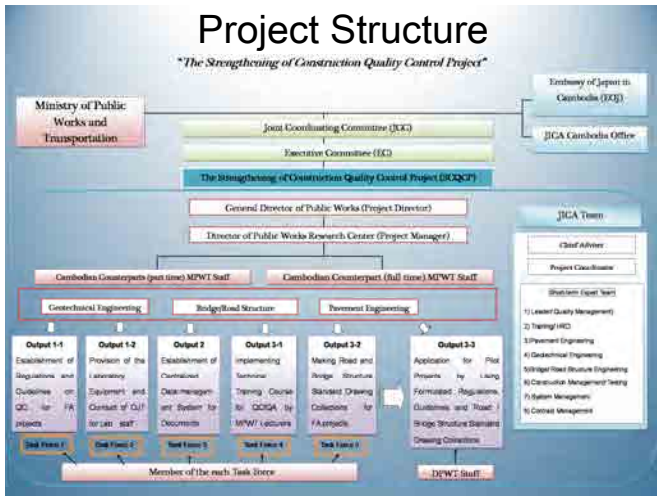 Project Structure
"The Strengthening of Construction Quality Control Project"
Ministry of Public
Works and
Transportation
Embassy of Japan in
Cambodia (EOJ)
JICA Cambodia Office
Joint Coordinating Committee (JCC)
Executive Committee (EC)
The Strengthening of Construction Quality Control Project (SCQCP)
General Director of Public Works (Project Director)
Director of Public Works Research Center (Project Manager)
Cambodian Counterparts (part time) MPWT Staff
Cambodian Counterpart (full time) MPWT Staff
Geotechnical Engineering
Bridge/Road Structure
Pavement Engineering
Output 1-1
Establishment of
Regulations and
Guidelines on
QC for FA
projects
Task Force 1
Output 1-2
Provision of the
Laboratory
Equipment and
Conduct of OJT
for Lab staff
Task Force 2
Output 2
Establishment of
Centralized
Data managem
ent System for
Documents
Task Force 3
Output 3-1
Implementing
Technical
Training Course
for QC/QA by
MPWT Lecturers
Task Force 4
Output 3-2
Making Road and
Bridge Structure
Standard Drawing
Collections for
FA projects
Task Force
Output 3-3
Application for Pilot
Projects by Using
Formulated Regulations,
Guidelines and Road /
Bridge Structure Standard
Drawing Collections
Member of the each Task Force
DPWT Staff
JICA Team
Chief Advisor
Project Coordinator
Short-term Expert Team
1) Leader( Quality Management)
2) Training/ HRD
3) Pavement Engineering
4) Geotechnical Engineering
5) Bridge/ Road Structure Engineering
6) Construction Management/ Testing
7) System Management
8) Contract Management